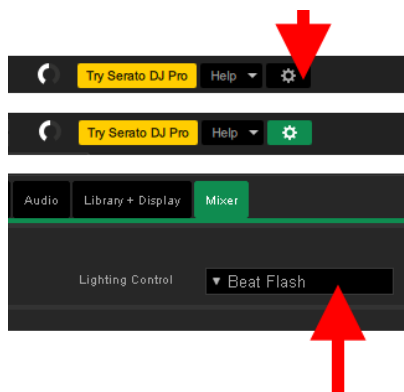 Try Serato DJ Pro Help
Try Serato DJ Pro Help
Audio Library + Display Mixer
Lighting Control Beat Flash